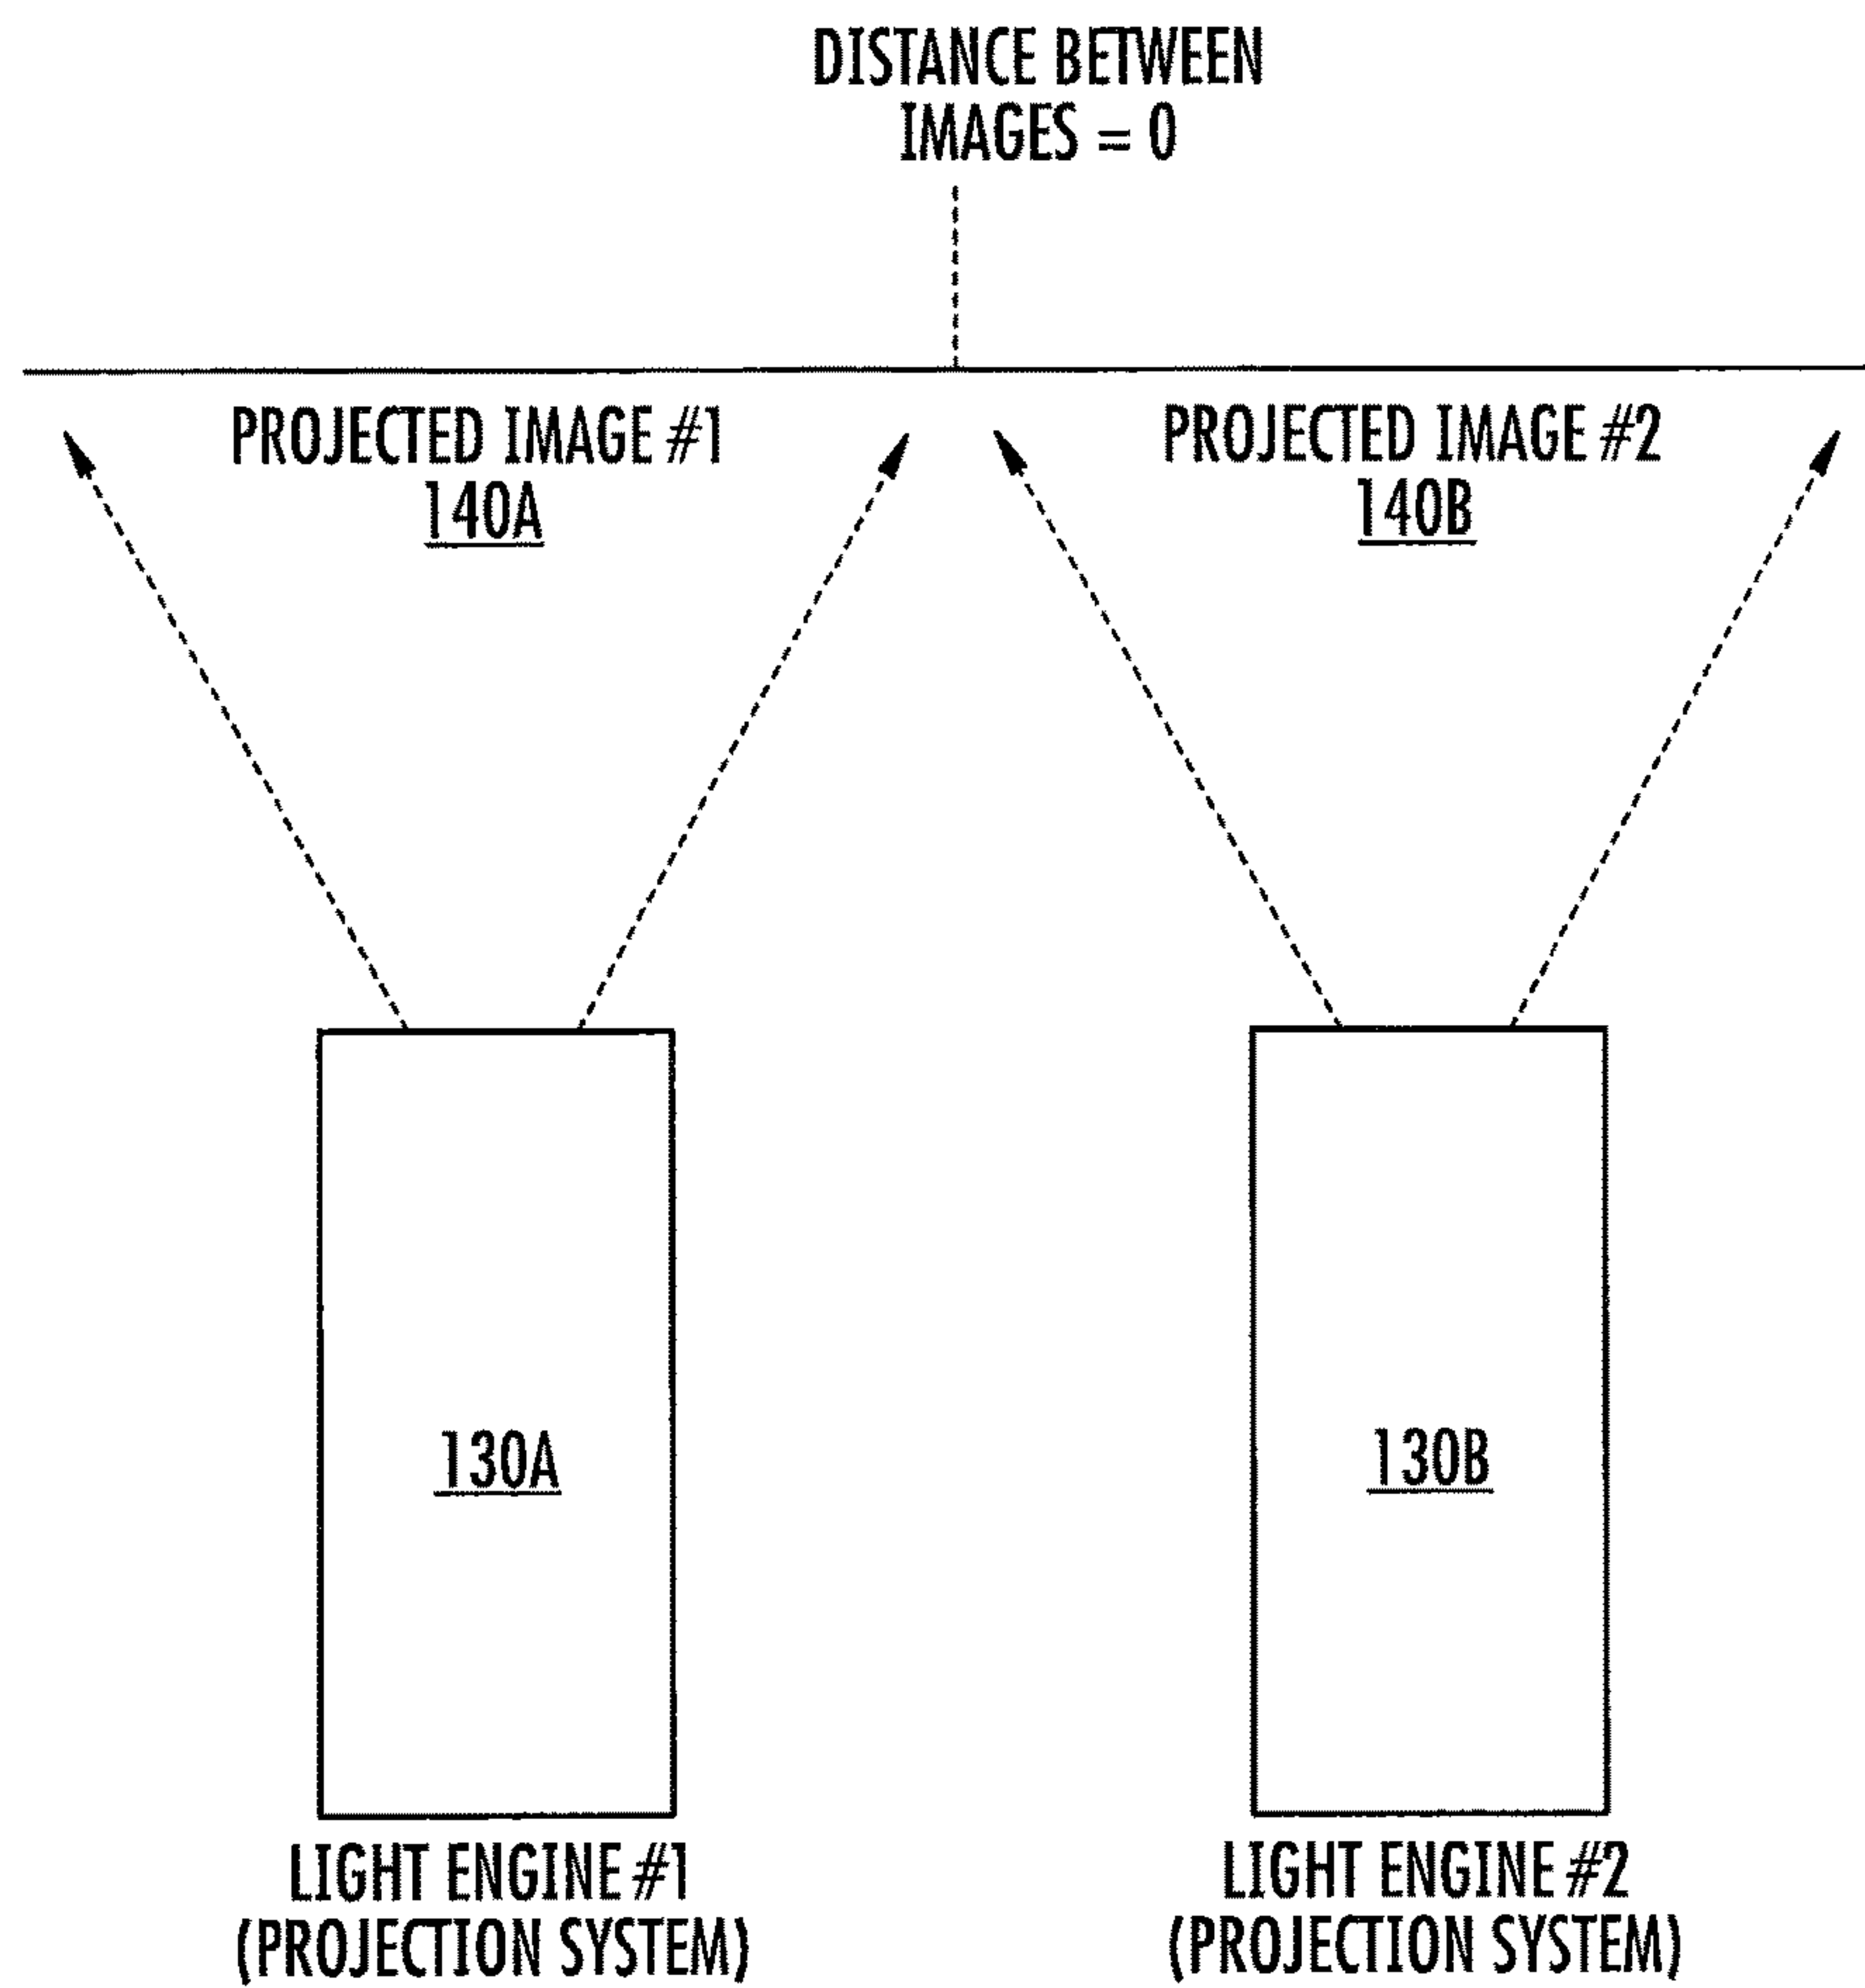 DISTANCE BETWEEN
IMAGES = 0
PROJECTED IMAGE #1
140A
PROJECTED IMAGE #2
140B
130A
130B
LIGHT ENGINE #1
(PROJECTION SYSTEM)
LIGHT ENGINE #2
(PROJECTION SYSTEM)